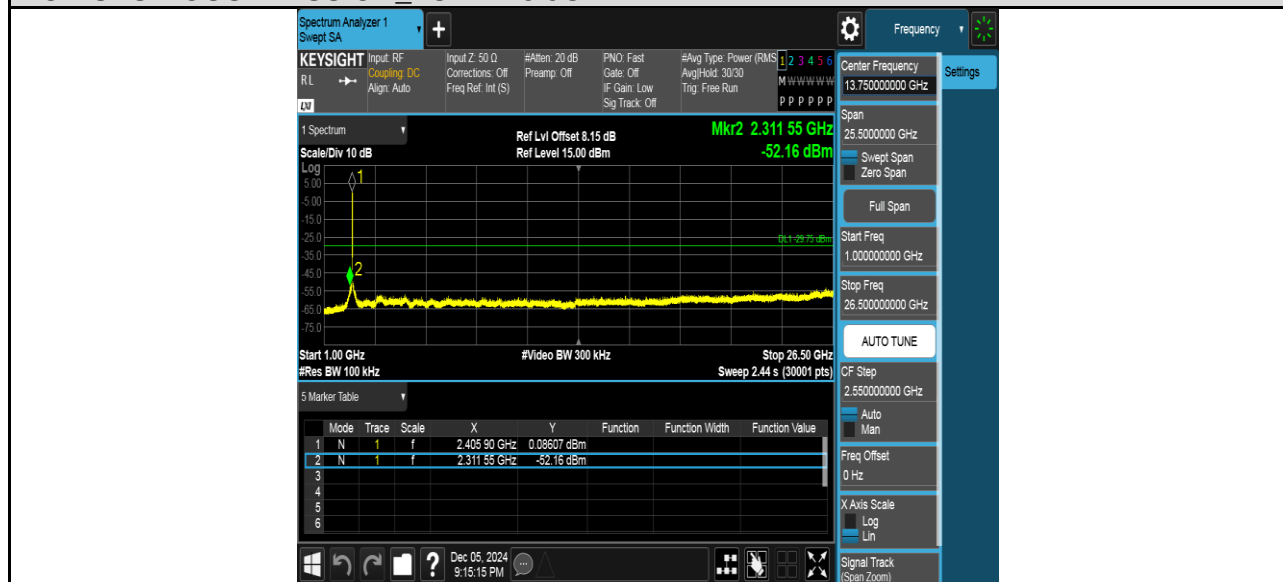 Spectrum Analyzer 1
Swept SA
+
Frequency
KEYSIGHT
RL
LXI
Input: RF
Coupling: DC
Align: Auto
Input Z: 50 Ω
Corrections: Off
Freq Ref: Int (S)
#Atten: 20 dB
Preamp: Off
PNO: Fast
Gate: Off
IF Gain: Low
Sig Track: Off
#Avg Type: Power (RMS
Avg|Hold: 30/30
Trig: Free Run
1 2 3 4 5 6
M W W W W W
P P P P P P
Center Frequency
13.750000000 GHz
Settings
Span
25.5000000 GHz
Swept Span
Zero Span
Full Span
Start Freq
1.000000000 GHz
Stop Freq
26.500000000 GHz
AUTO TUNE
CF Step
2.550000000 GHz
Auto
Man
Freq Offset
0 Hz
X Axis Scale
Log
Lin
Signal Track
(Span Zoom)
1 Spectrum
Scale/Div 10 dB
Log
Ref Lvl Offset 8.15 dB
Ref Level 15.00 dBm
Mkr2 2.311 55 GHz
-52.16 dBm
5.00
-5.00
-15.0
-25.0
-35.0
-45.0
-55.0
-65.0
-75.0
1
2
DL1 -29.75 dBm
Start 1.00 GHz
#Res BW 100 kHz
#Video BW 300 kHz
Stop 26.50 GHz
Sweep 2.44 s (30001 pts)
5 Marker Table
Mode Trace Scale X Y Function Function Width Function Value
1 N 1 f 2.405 90 GHz 0.08607 dBm
2 N 1 f 2.311 55 GHz -52.16 dBm
3
4
5
6
?
Dec 05, 2024
9:15:15 PM